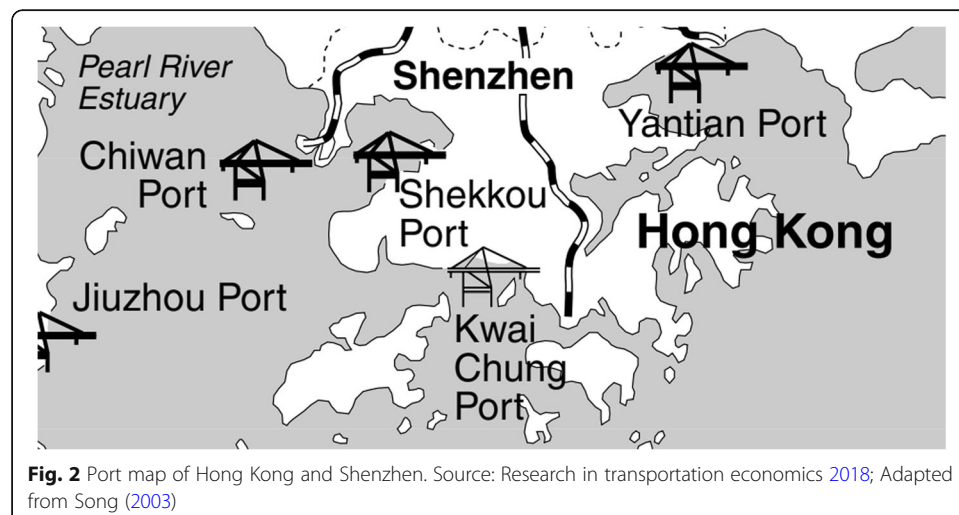 Pearl River
Estuary
Shenzhen
Yantian Port
Chiwan
Port
Shekkou
Port
Hong Kong
Jiuzhou Port
Kwai
Chung
Port
Fig. 2 Port map of Hong Kong and Shenzhen. Source: Research in transportation economics 2018; Adapted
from Song (2003)